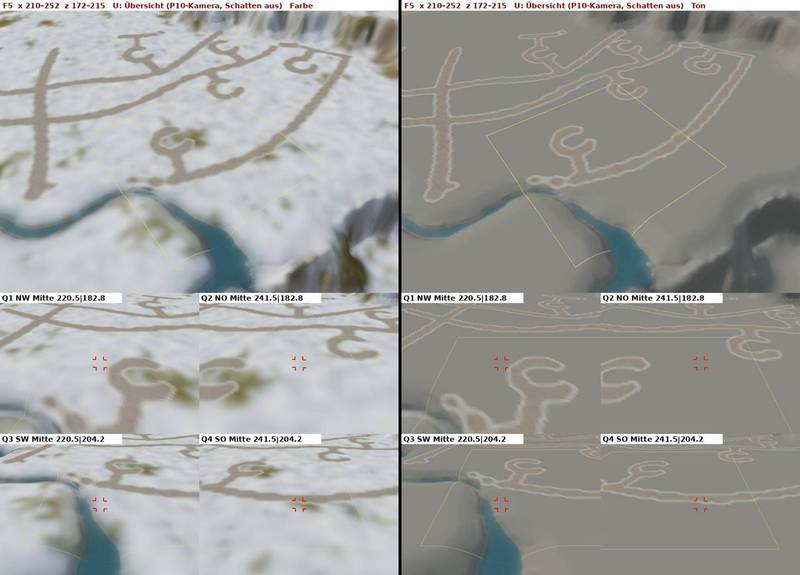 F5 x 210-252 z 172-215 U: Übersicht (P10-Kamera, Schatten aus) Farbe
F5 x 210-252 z 172-215 U: Übersicht (P10-Kamera, Schatten aus) Ton
Q1 NW Mitte 220.5|182.8
Q2 NO Mitte 241.5|182.8
Q1 NW Mitte 220.5|182.8
Q2 NO Mitte 241.5|182.8
Q3 SW Mitte 220.5|204.2
Q4 SO Mitte 241.5|204.2
Q3 SW Mitte 220.5|204.2
Q4 SO Mitte 241.5|204.2